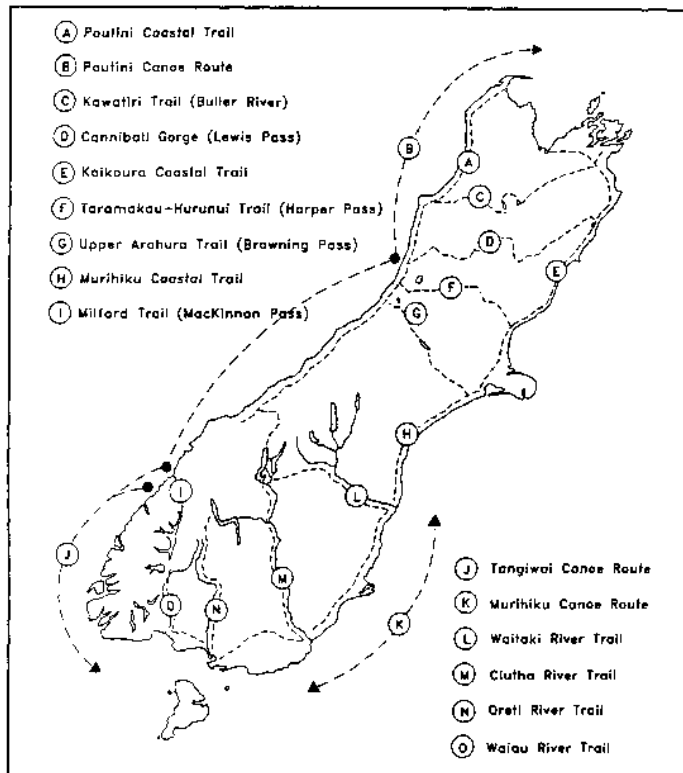 A Poutini Coastal Trail
B Poutini Canoe Route
C Kawatiri Trail (Buller River)
D Cannibal Gorge (Lewis Pass)
E Kaikoura Coastal Trail
F Taramakau-Hurunui Trail (Harper Pass)
G Upper Arahura Trail (Browning Pass)
H Murihiku Coastal Trail
I Milford Trail (MacKinnon Pass)
B
A
C
D
E
F
G
H
I
L
J
O
N
M
K
J Tangiwai Canoe Route
K Murihiku Canoe Route
L Waitaki River Trail
M Clutha River Trail
N Oreti River Trail
O Waiau River Trail